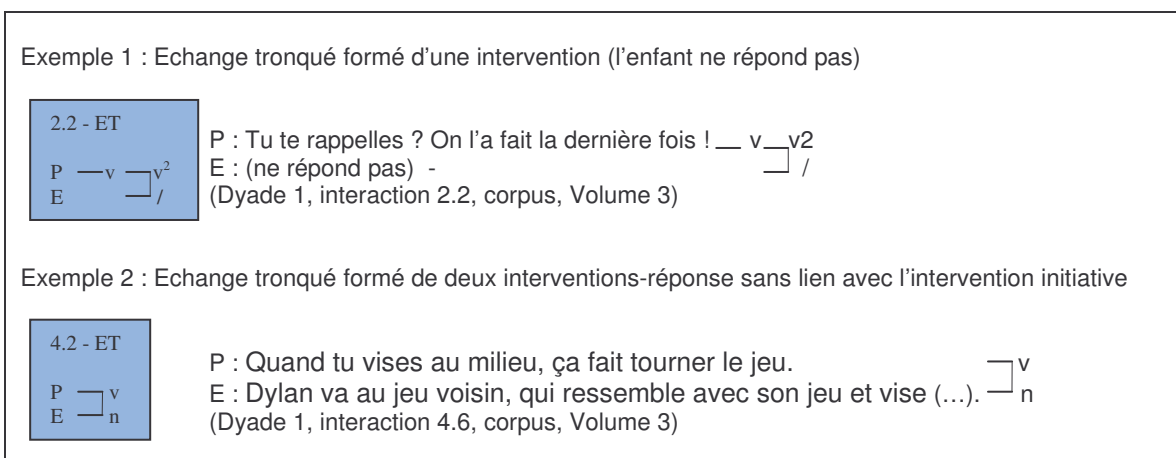 Exemple 1 : Echange tronqué formé d’une intervention (l’enfant ne répond pas)
2.2 - ET
P v v²
E /
P : Tu te rappelles ? On l’a fait la dernière fois ! v v2
E : (ne répond pas) - /
(Dyade 1, interaction 2.2, corpus, Volume 3)
Exemple 2 : Echange tronqué formé de deux interventions-réponse sans lien avec l’intervention initiative
4.2 - ET
P v
E n
P : Quand tu vises au milieu, ça fait tourner le jeu. v
E : Dylan va au jeu voisin, qui ressemble avec son jeu et vise (…). n
(Dyade 1, interaction 4.6, corpus, Volume 3)